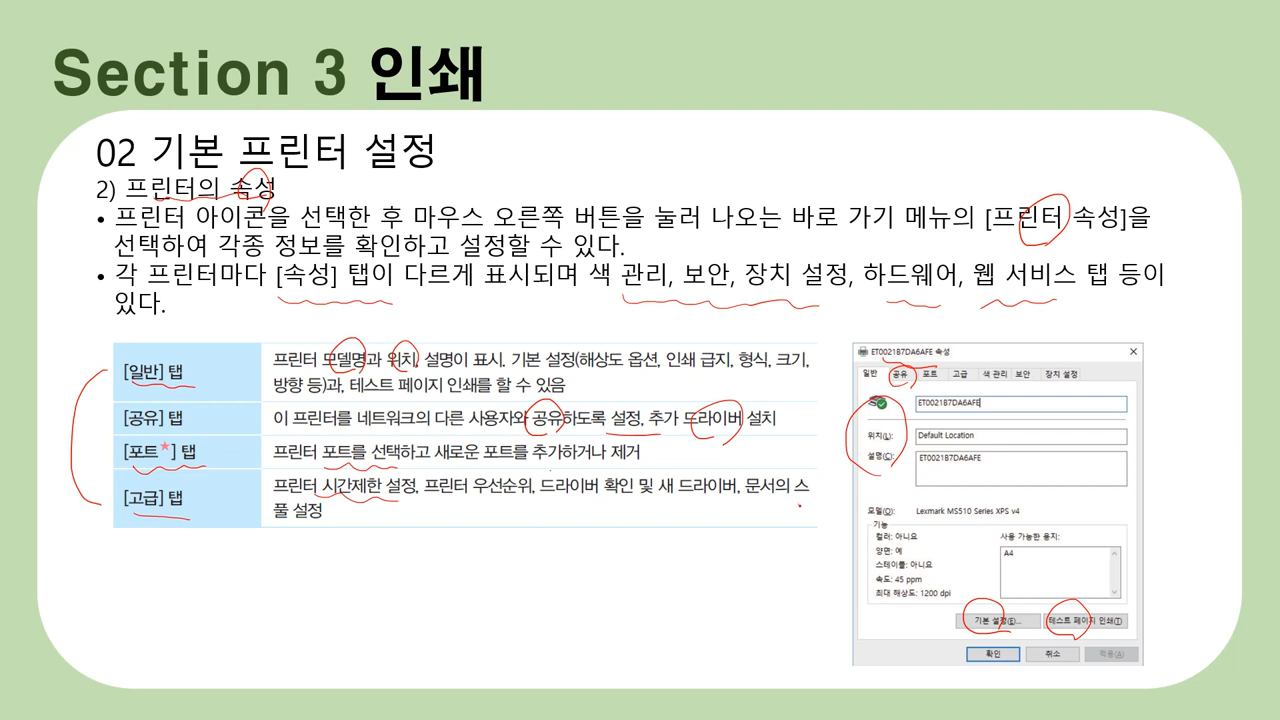 Section 3 인쇄
02 기본 프린터 설정
2) 프린터의 속성
• 프린터 아이콘을 선택한 후 마우스 오른쪽 버튼을 눌러 나오는 바로 가기 메뉴의 [프린터 속성]을
선택하여 각종 정보를 확인하고 설정할 수 있다.
• 각 프린터마다 [속성] 탭이 다르게 표시되며 색 관리, 보안, 장치 설정, 하드웨어, 웹 서비스 탭 등이
있다.
[일반] 탭
프린터 모델명과 위치, 설명이 표시. 기본 설정(해상도 옵션, 인쇄 급지, 형식, 크기,
방향 등)과, 테스트 페이지 인쇄를 할 수 있음
[공유] 탭
이 프린터를 네트워크의 다른 사용자와 공유하도록 설정, 추가 드라이버 설치
[포트*] 탭
프린터 포트를 선택하고 새로운 포트를 추가하거나 제거
[고급] 탭
프린터 시간제한 설정, 프린터 우선순위, 드라이버 확인 및 새 드라이버, 문서의 스
풀 설정
ET0021B7DA6AFE 속성
일반 공유 포트 고급 색 관리 보안 장치 설정
ET0021B7DA6AFE
위치(L): Default Location
설명(C): ET0021B7DA6AFE
모델(O): Lexmark MS510 Series XPS v4
기능
컬러: 아니요
양면: 예
스테이플: 아니요
속도: 45 ppm
최대 해상도: 1200 dpi
사용 가능한 용지:
A4
기본 설정(E)... 테스트 페이지 인쇄(T)
확인 취소 적용(A)